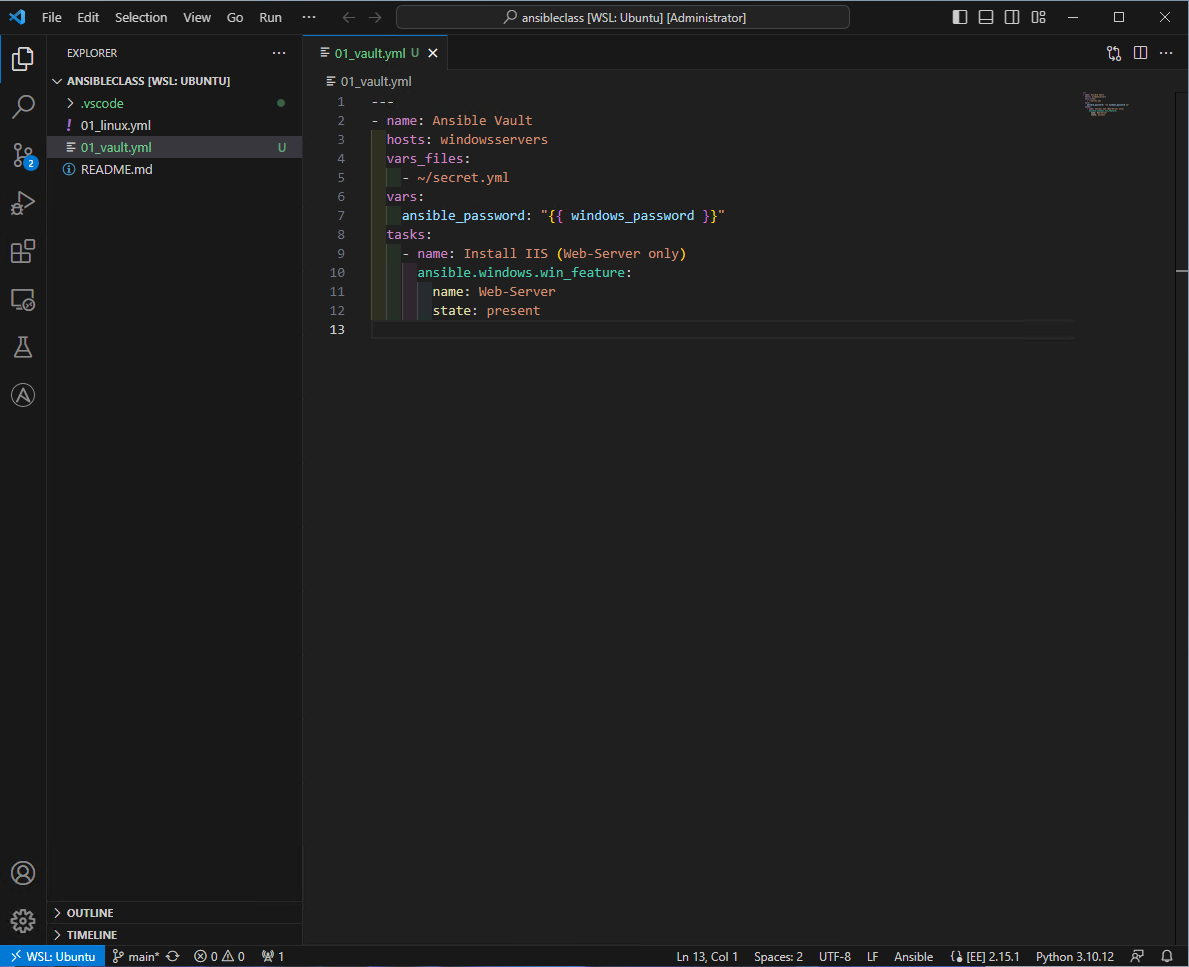 File Edit Selection View Go Run ··· ansibleclass [WSL: Ubuntu] [Administrator]
EXPLORER ···
ANSIBLECLASS [WSL: UBUNTU]
.vscode
! 01_linux.yml
01_vault.yml U
README.md
2
01_vault.yml U
01_vault.yml
1 ---
2 - name: Ansible Vault
3 hosts: windowsservers
4 vars_files:
5 - ~/secret.yml
6 vars:
7 ansible_password: "{{ windows_password }}"
8 tasks:
9 - name: Install IIS (Web-Server only)
10 ansible.windows.win_feature:
11 name: Web-Server
12 state: present
13
OUTLINE
TIMELINE
WSL: Ubuntu main* 0 0 1 Ln 13, Col 1 Spaces: 2 UTF-8 LF Ansible [EE] 2.15.1 Python 3.10.12